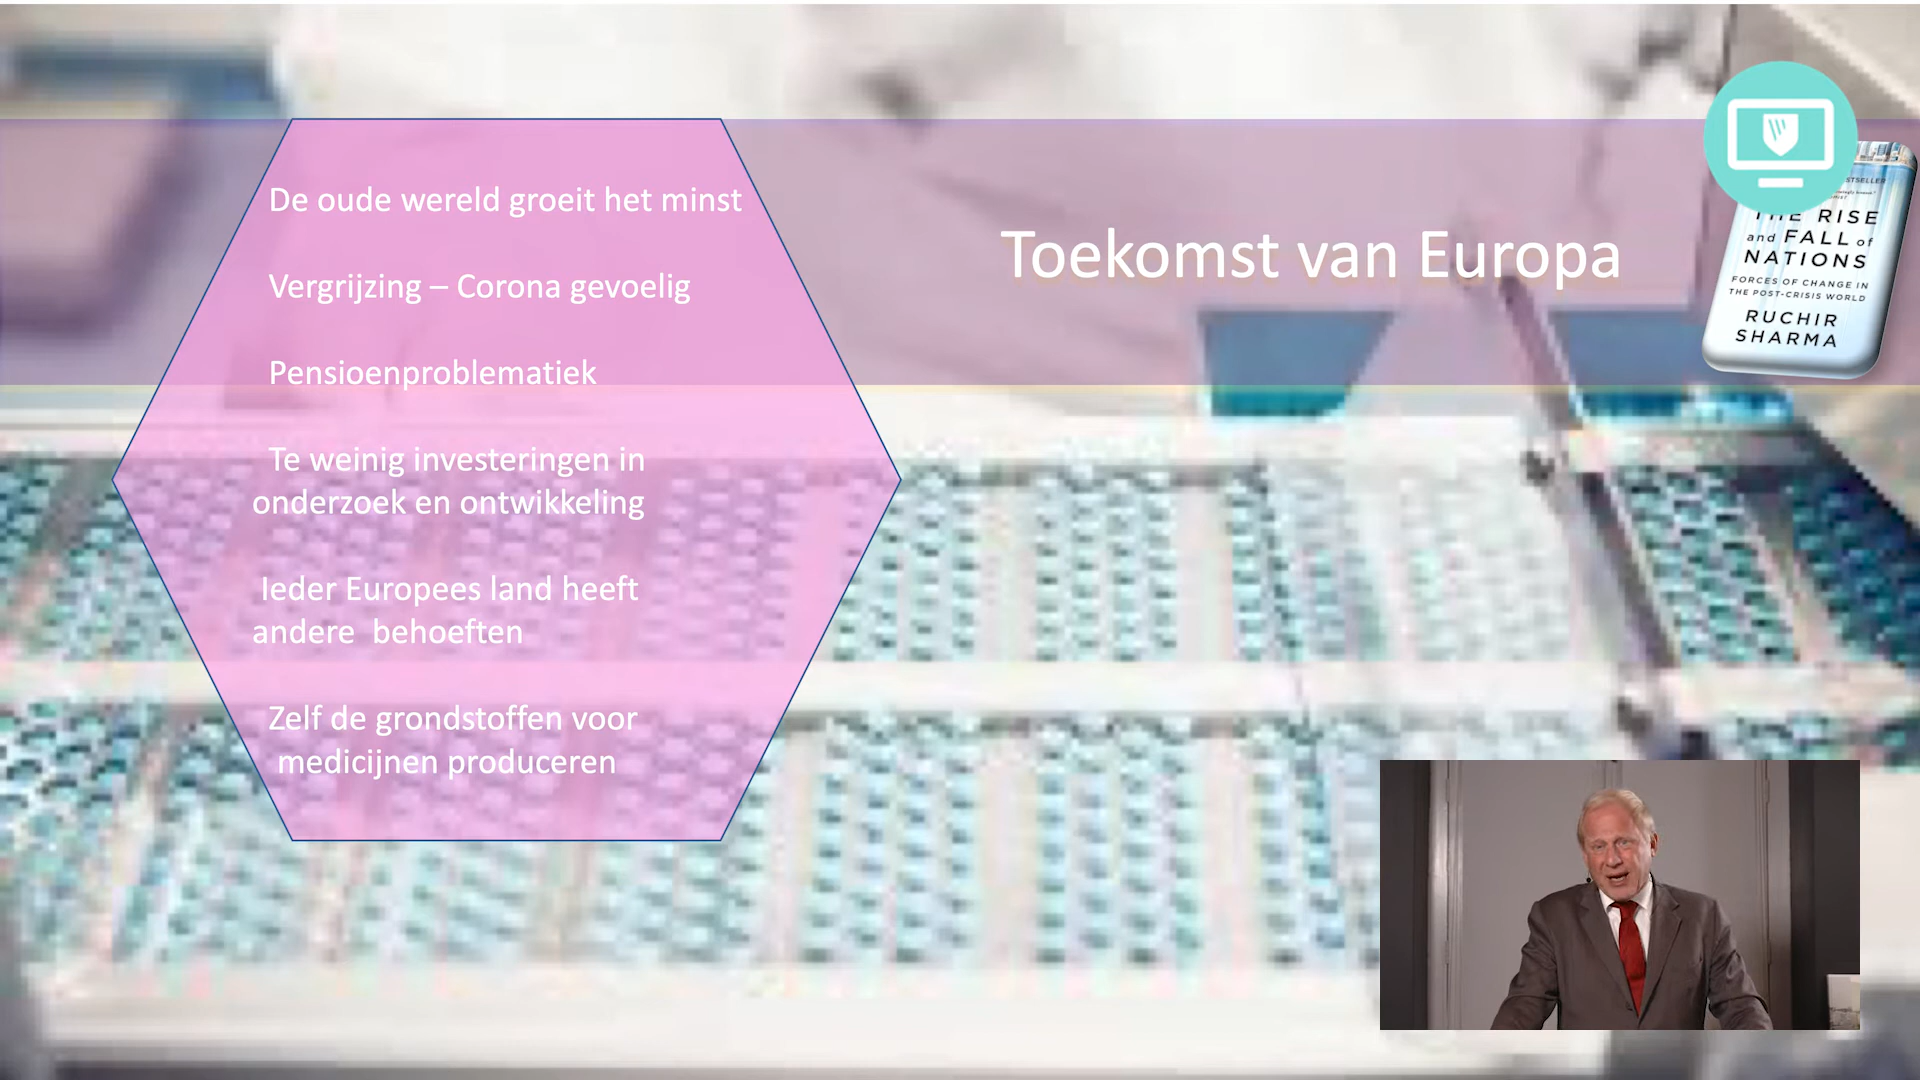 De oude wereld groeit het minst
Vergrijzing – Corona gevoelig
Pensioenproblematiek
Te weinig investeringen in
onderzoek en ontwikkeling
Ieder Europees land heeft
andere behoeften
Zelf de grondstoffen voor
medicijnen produceren
Toekomst van Europa
THE RISE
and FALL of
NATIONS
FORCES OF CHANGE IN
THE POST-CRISIS WORLD
RUCHIR
SHARMA